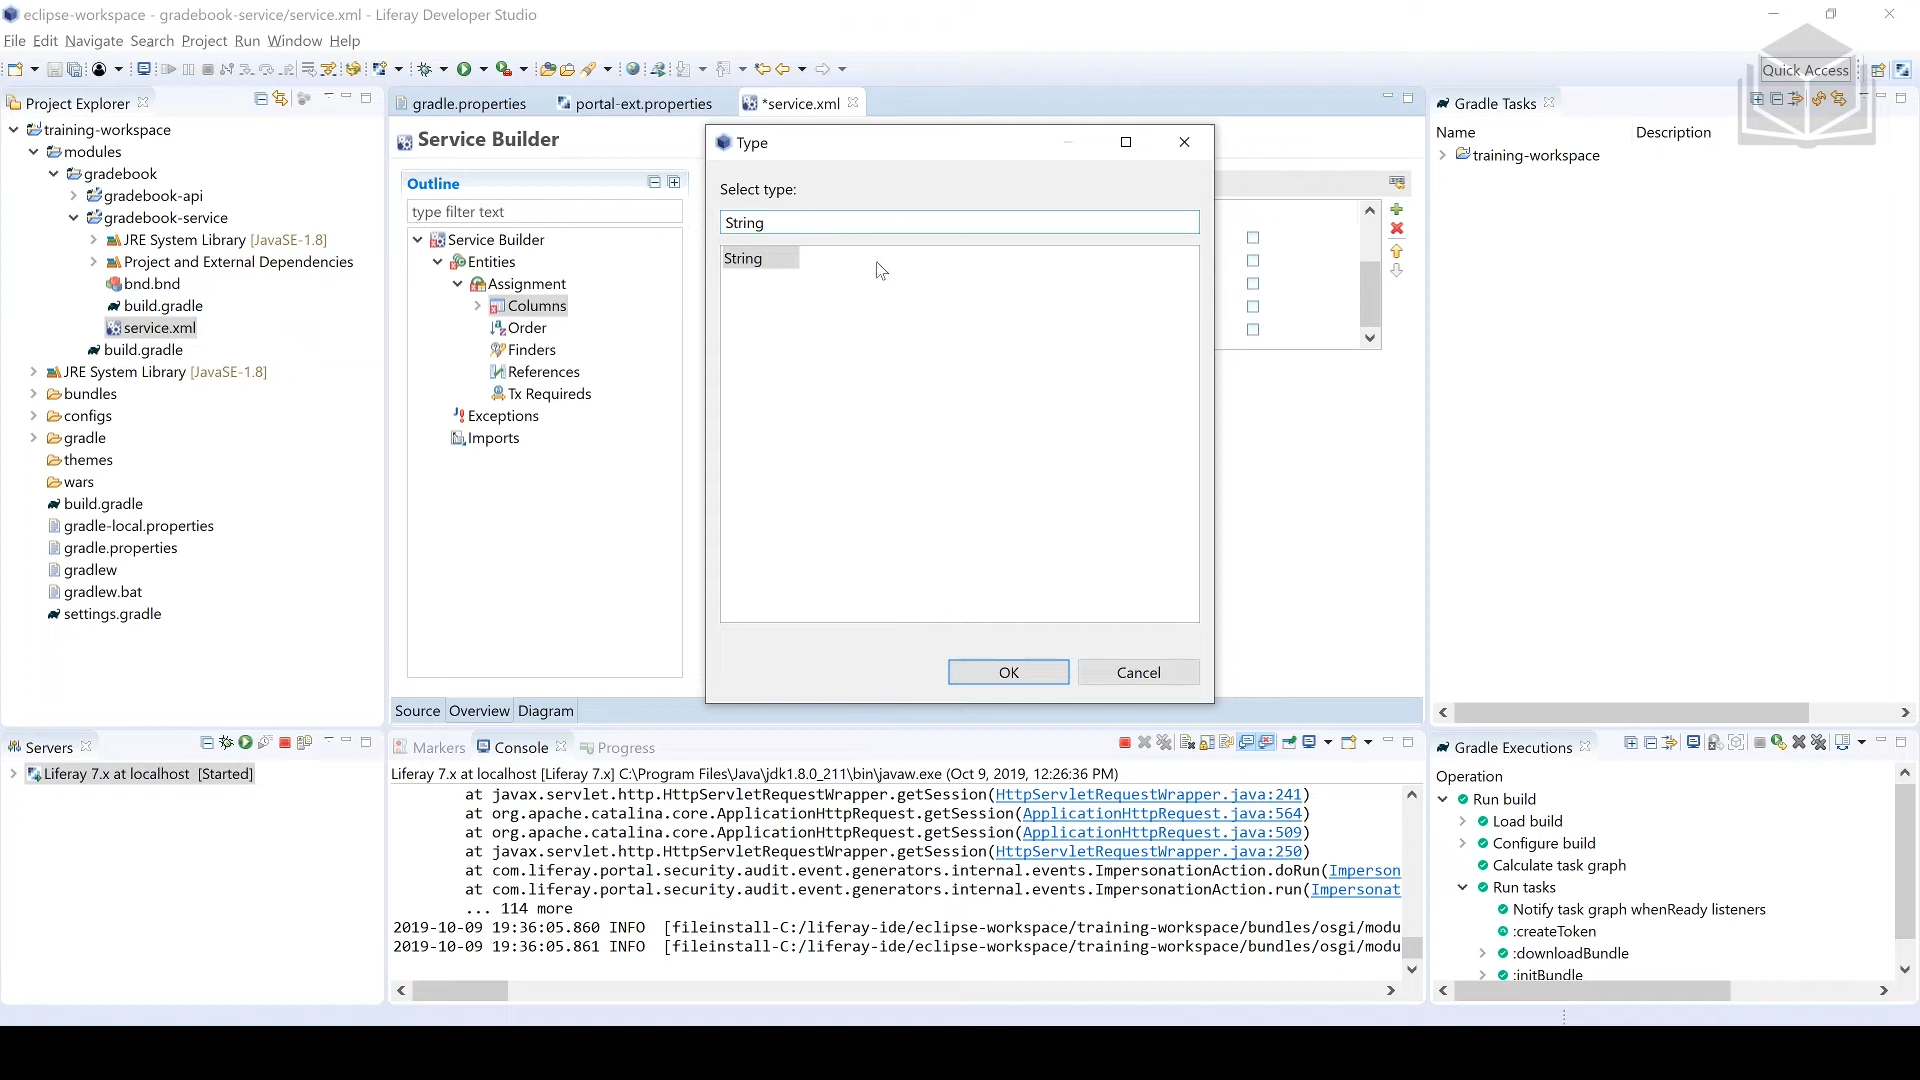 eclipse-workspace - gradebook-service/service.xml - Liferay Developer Studio
File Edit Navigate Search Project Run Window Help
Quick Access
Project Explorer
training-workspace
modules
gradebook
gradebook-api
gradebook-service
JRE System Library [JavaSE-1.8]
Project and External Dependencies
bnd.bnd
build.gradle
service.xml
build.gradle
JRE System Library [JavaSE-1.8]
bundles
configs
gradle
themes
wars
build.gradle
gradle-local.properties
gradle.properties
gradlew
gradlew.bat
settings.gradle
gradle.properties portal-ext.properties *service.xml
Service Builder
Outline
type filter text
Service Builder
Entities
Assignment
Columns
Order
Finders
References
Tx Requireds
Exceptions
Imports
Source Overview Diagram
Type
Select type:
String
String
OK Cancel
Gradle Tasks
Name Description
training-workspace
Servers
Liferay 7.x at localhost [Started]
Markers Console Progress
Liferay 7.x at localhost [Liferay 7.x] C:\Program Files\Java\jdk1.8.0_211\bin\javaw.exe (Oct 9, 2019, 12:26:36 PM)
at javax.servlet.http.HttpServletRequestWrapper.getSession(HttpServletRequestWrapper.java:241)
at org.apache.catalina.core.ApplicationHttpRequest.getSession(ApplicationHttpRequest.java:564)
at org.apache.catalina.core.ApplicationHttpRequest.getSession(ApplicationHttpRequest.java:509)
at javax.servlet.http.HttpServletRequestWrapper.getSession(HttpServletRequestWrapper.java:250)
at com.liferay.portal.security.audit.event.generators.internal.events.ImpersonationAction.doRun(Imperson
at com.liferay.portal.security.audit.event.generators.internal.events.ImpersonationAction.run(Impersonat
... 114 more
2019-10-09 19:36:05.860 INFO [fileinstall-C:/liferay-ide/eclipse-workspace/training-workspace/bundles/osgi/modu
2019-10-09 19:36:05.861 INFO [fileinstall-C:/liferay-ide/eclipse-workspace/training-workspace/bundles/osgi/modu
Gradle Executions
Operation
Run build
Load build
Configure build
Calculate task graph
Run tasks
Notify task graph whenReady listeners
:createToken
:downloadBundle
:initBundle